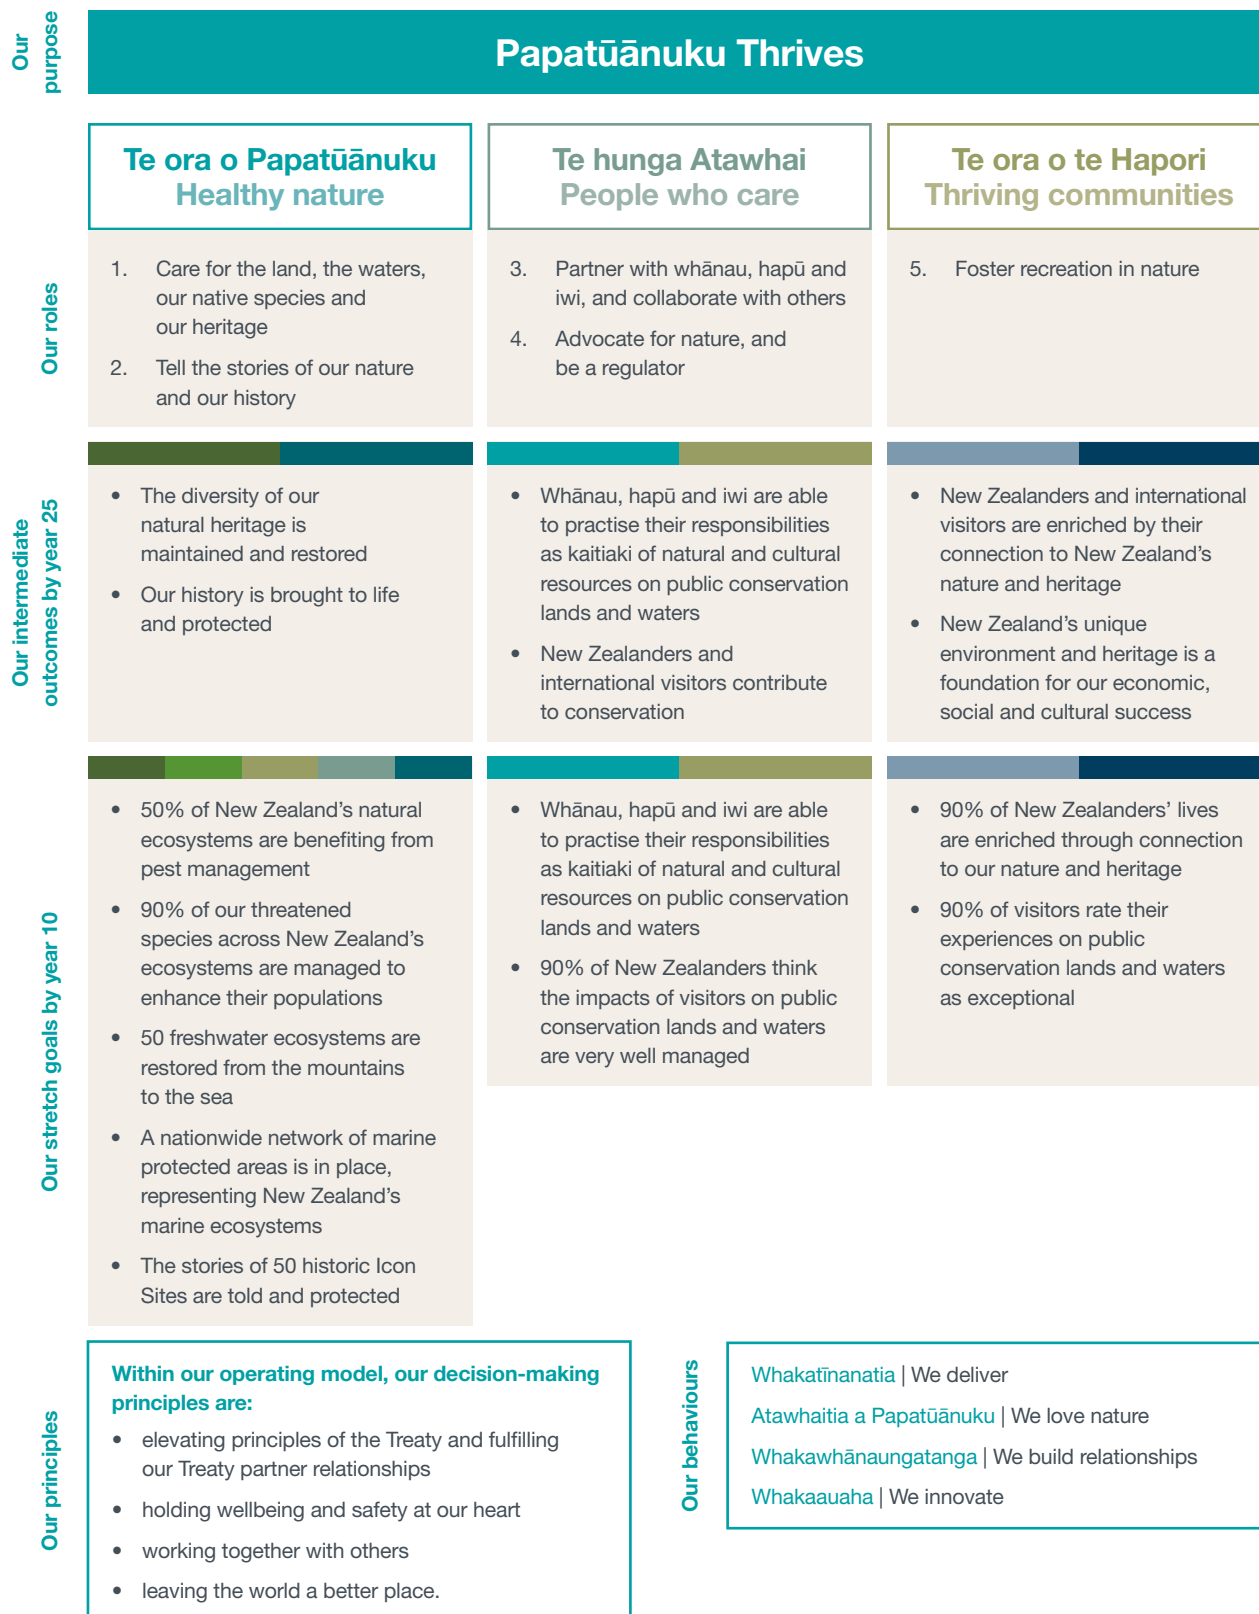 Our
purpose
Papatūānuku Thrives
Te ora o Papatūānuku
Healthy nature
Te hunga Atawhai
People who care
Te ora o te Hapori
Thriving communities
Our roles
1. Care for the land, the waters,
our native species and
our heritage
2. Tell the stories of our nature
and our history
3. Partner with whānau, hapū and
iwi, and collaborate with others
4. Advocate for nature, and
be a regulator
5. Foster recreation in nature
Our intermediate
outcomes by year 25
• The diversity of our
natural heritage is
maintained and restored
• Our history is brought to life
and protected
• Whānau, hapū and iwi are able
to practise their responsibilities
as kaitiaki of natural and cultural
resources on public conservation
lands and waters
• New Zealanders and
international visitors contribute
to conservation
• New Zealanders and international
visitors are enriched by their
connection to New Zealand's
nature and heritage
• New Zealand's unique
environment and heritage is a
foundation for our economic,
social and cultural success
Our stretch goals by year 10
• 50% of New Zealand's natural
ecosystems are benefiting from
pest management
• 90% of our threatened
species across New Zealand's
ecosystems are managed to
enhance their populations
• 50 freshwater ecosystems are
restored from the mountains
to the sea
• A nationwide network of marine
protected areas is in place,
representing New Zealand's
marine ecosystems
• The stories of 50 historic Icon
Sites are told and protected
• Whānau, hapū and iwi are able
to practise their responsibilities
as kaitiaki of natural and cultural
resources on public conservation
lands and waters
• 90% of New Zealanders think
the impacts of visitors on public
conservation lands and waters
are very well managed
• 90% of New Zealanders' lives
are enriched through connection
to our nature and heritage
• 90% of visitors rate their
experiences on public
conservation lands and waters
as exceptional
Our principles
Within our operating model, our decision-making
principles are:
• elevating principles of the Treaty and fulfilling
our Treaty partner relationships
• holding wellbeing and safety at our heart
• working together with others
• leaving the world a better place.
Our behaviours
Whakatīnanatia | We deliver
Atawhaitia a Papatūānuku | We love nature
Whakawhānaungatanga | We build relationships
Whakaauaha | We innovate